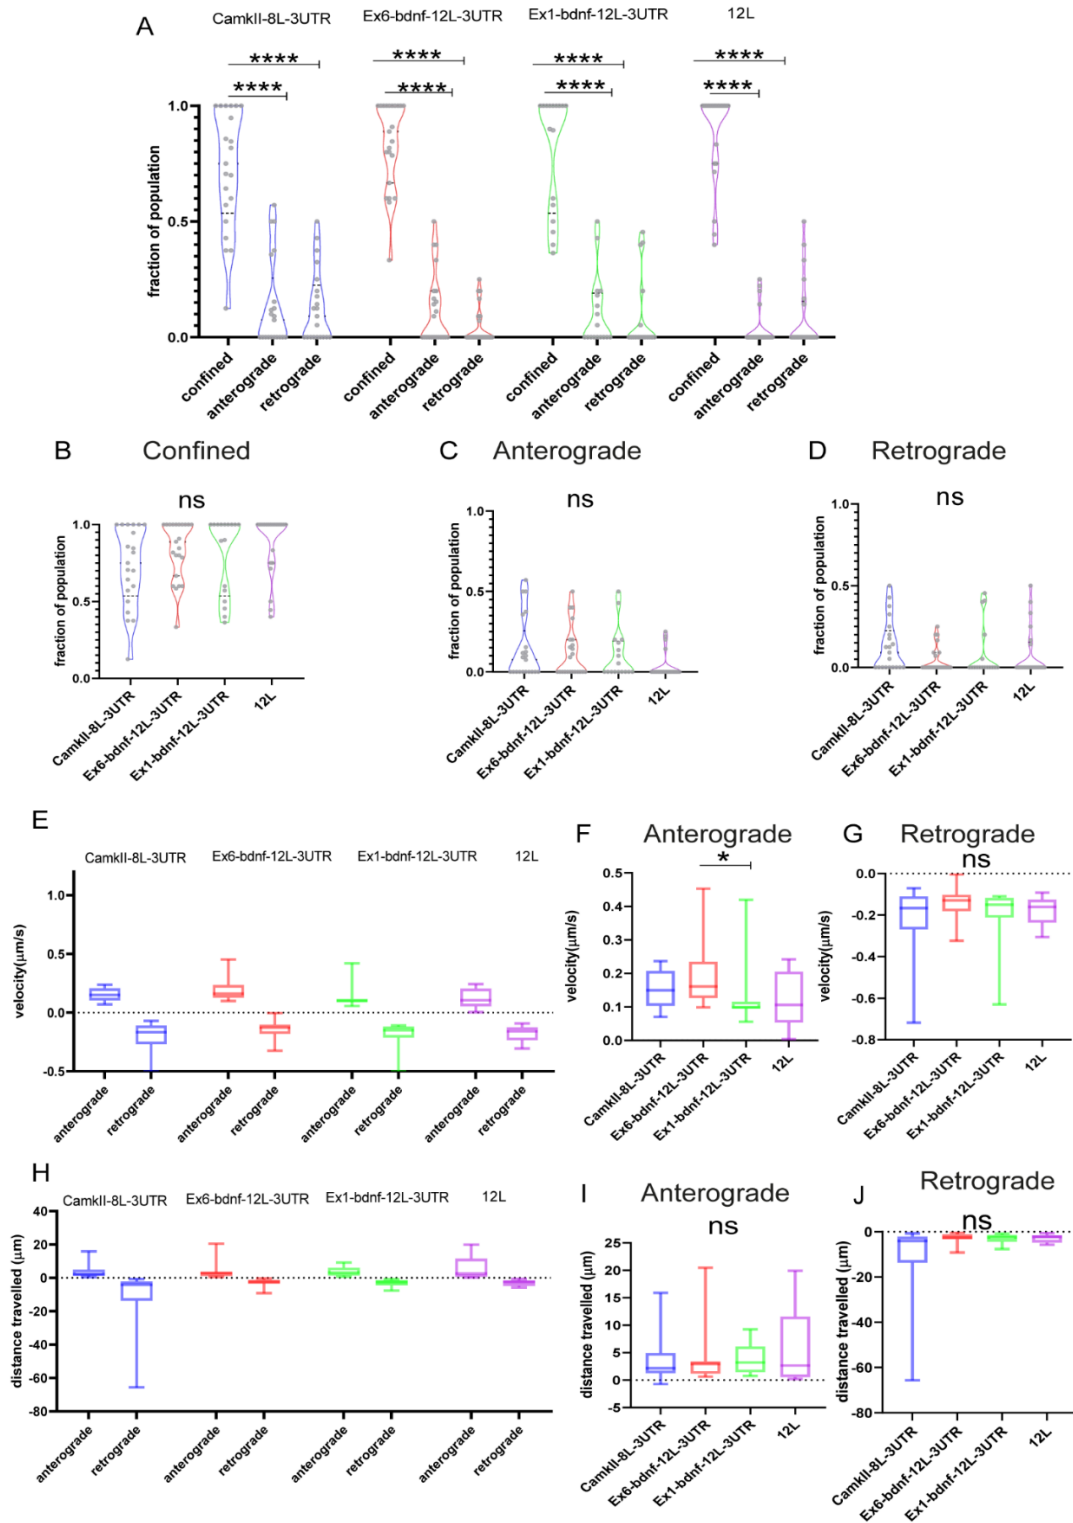 A
CamkII-8L-3UTR Ex6-bdnf-12L-3UTR Ex1-bdnf-12L-3UTR 12L
**** **** **** ****
**** **** **** ****
1.0
0.5
0.0
fraction of population
confined anterograde retrograde confined anterograde retrograde confined anterograde retrograde confined anterograde retrograde
B Confined
ns
1.0
0.5
0.0
fraction of population
CamkII-8L-3UTR Ex6-bdnf-12L-3UTR Ex1-bdnf-12L-3UTR 12L
C Anterograde
ns
1.0
0.5
0.0
fraction of population
CamkII-8L-3UTR Ex6-bdnf-12L-3UTR Ex1-bdnf-12L-3UTR 12L
D Retrograde
ns
1.0
0.5
0.0
fraction of population
CamkII-8L-3UTR Ex6-bdnf-12L-3UTR Ex1-bdnf-12L-3UTR 12L
E
CamkII-8L-3UTR Ex6-bdnf-12L-3UTR Ex1-bdnf-12L-3UTR 12L
1.0
0.5
0.0
-0.5
velocity(µm/s)
anterograde retrograde anterograde retrograde anterograde retrograde anterograde retrograde
F Anterograde
*
0.5
0.4
0.3
0.2
0.1
0.0
velocity(µm/s)
CamkII-8L-3UTR Ex6-bdnf-12L-3UTR Ex1-bdnf-12L-3UTR 12L
G Retrograde
ns
0.0
-0.2
-0.4
-0.6
-0.8
velocity(µm/s)
CamkII-8L-3UTR Ex6-bdnf-12L-3UTR Ex1-bdnf-12L-3UTR 12L
H
CamkII-8L-3UTR Ex6-bdnf-12L-3UTR Ex1-bdnf-12L-3UTR 12L
40
20
0
-20
-40
-60
-80
distance travelled (µm)
anterograde retrograde anterograde retrograde anterograde retrograde anterograde retrograde
I Anterograde
ns
25
20
15
10
5
0
-5
distance travelled (µm)
CamkII-8L-3UTR Ex6-bdnf-12L-3UTR Ex1-bdnf-12L-3UTR 12L
J Retrograde
ns
0
-20
-40
-60
-80
distance travelled (µm)
CamkII-8L-3UTR Ex6-bdnf-12L-3UTR Ex1-bdnf-12L-3UTR 12L